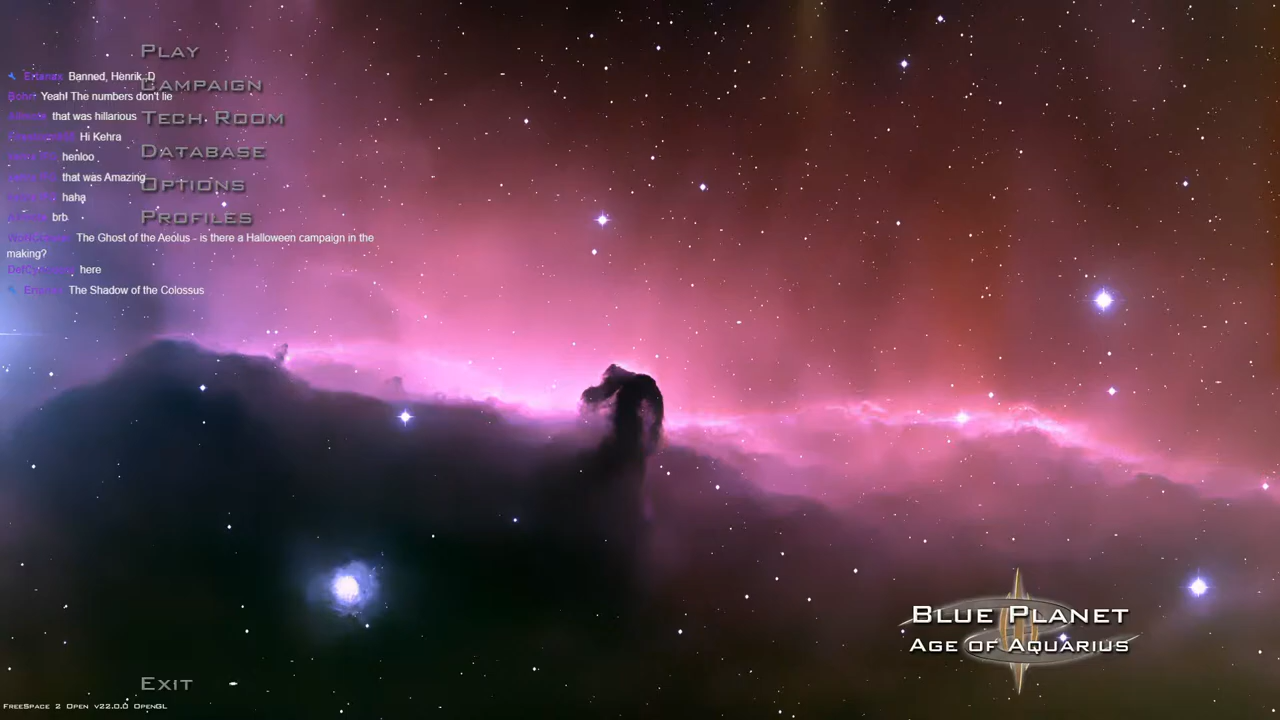 Play
Banned, Henrik :D
Campaign
Yeah! The numbers don't lie
that was hillarious
Tech Room
Hi Kehra
Database
henloo
that was Amazing
Options
haha
brb
Profiles
The Ghost of the Aeolus - is there a Halloween campaign in the
making?
here
The Shadow of the Colossus
Blue Planet
Age of Aquarius
Exit
FreeSpace 2 Open v22.0.0 OpenGL